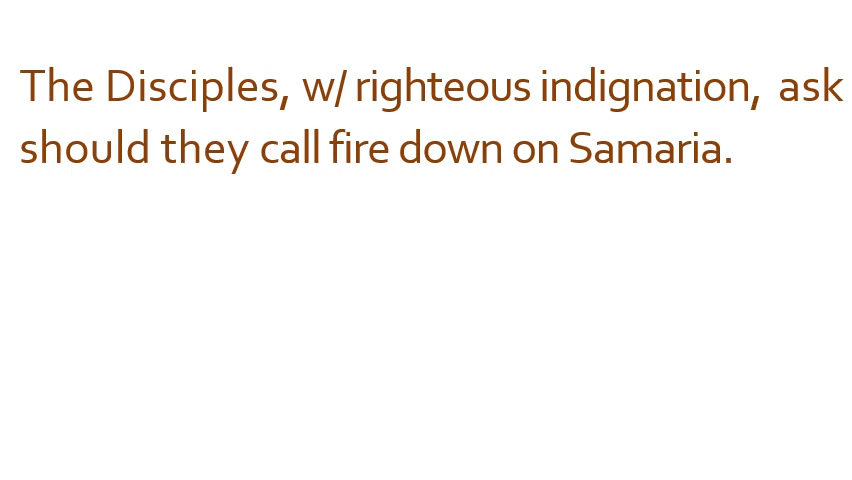 The Disciples, w/ righteous indignation, ask
should they call fire down on Samaria.